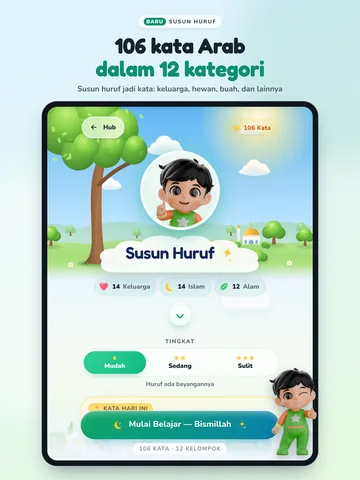 BARU SUSUN HURUF
106 kata Arab
dalam 12 kategori
Susun huruf jadi kata: keluarga, hewan, buah, dan lainnya
← Hub
106 Kata
Susun Huruf
14 Keluarga
14 Islam
12 Alam
TINGKAT
Mudah
Sedang
Sulit
Huruf ada bayangannya
KATA HARI INI
Mulai Belajar — Bismillah
106 KATA · 12 KELOMPOK